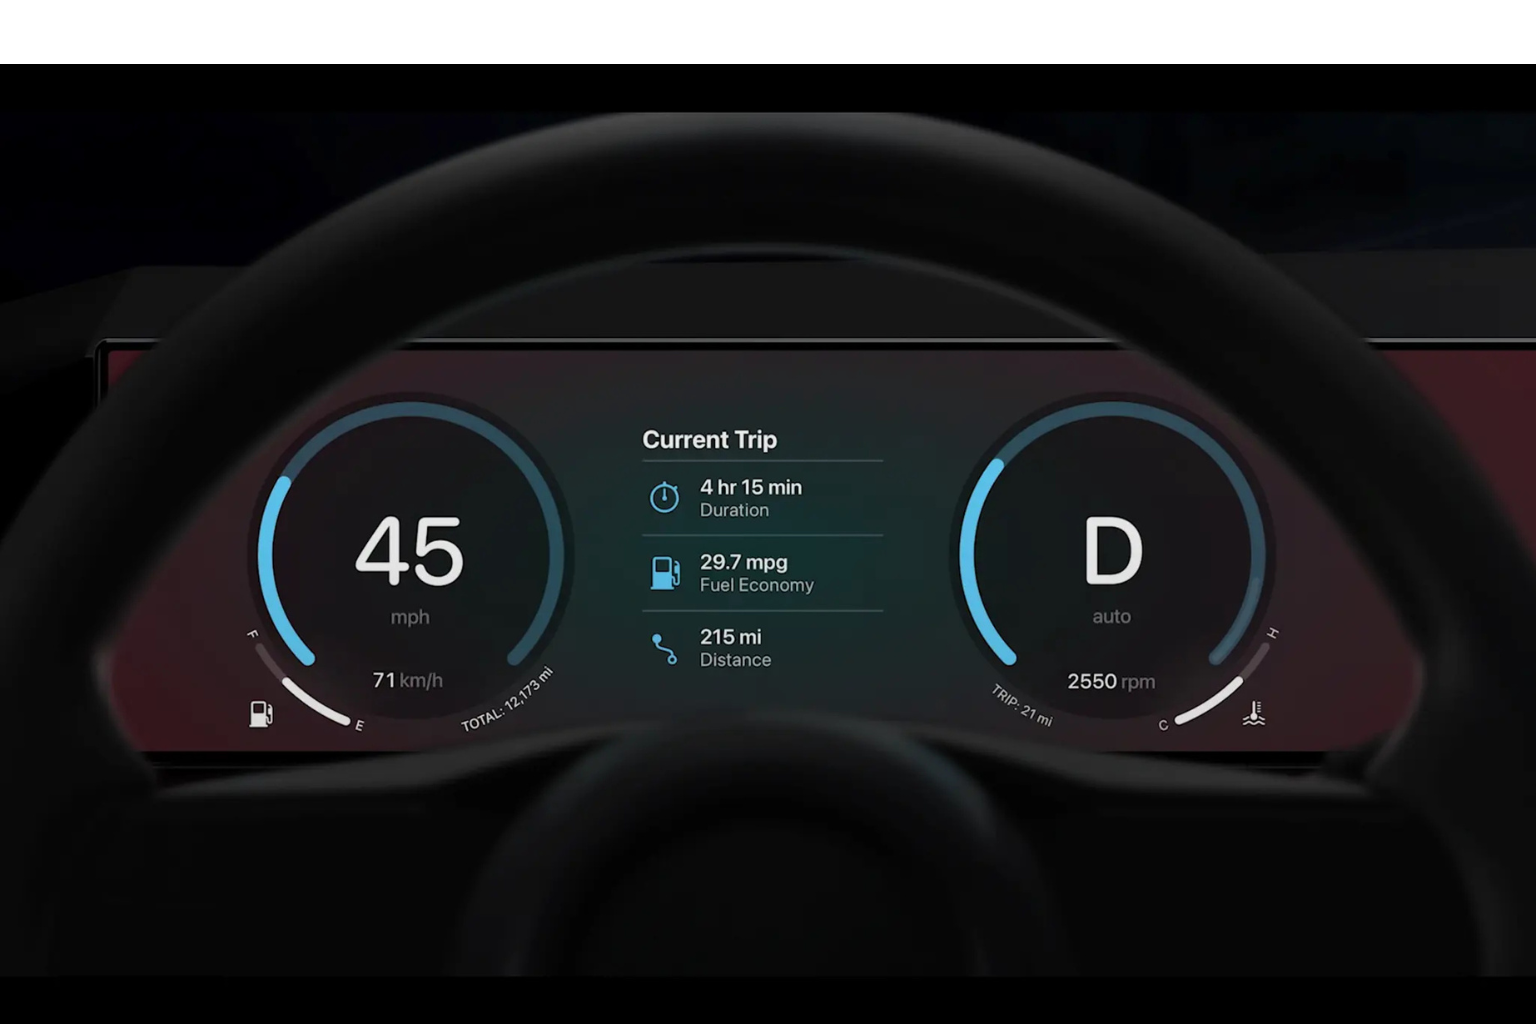 45
mph
71 km/h
F
E
TOTAL: 12,173 mi
Current Trip
4 hr 15 min
Duration
29.7 mpg
Fuel Economy
215 mi
Distance
D
auto
2550 rpm
TRIP: 21 mi
C
H